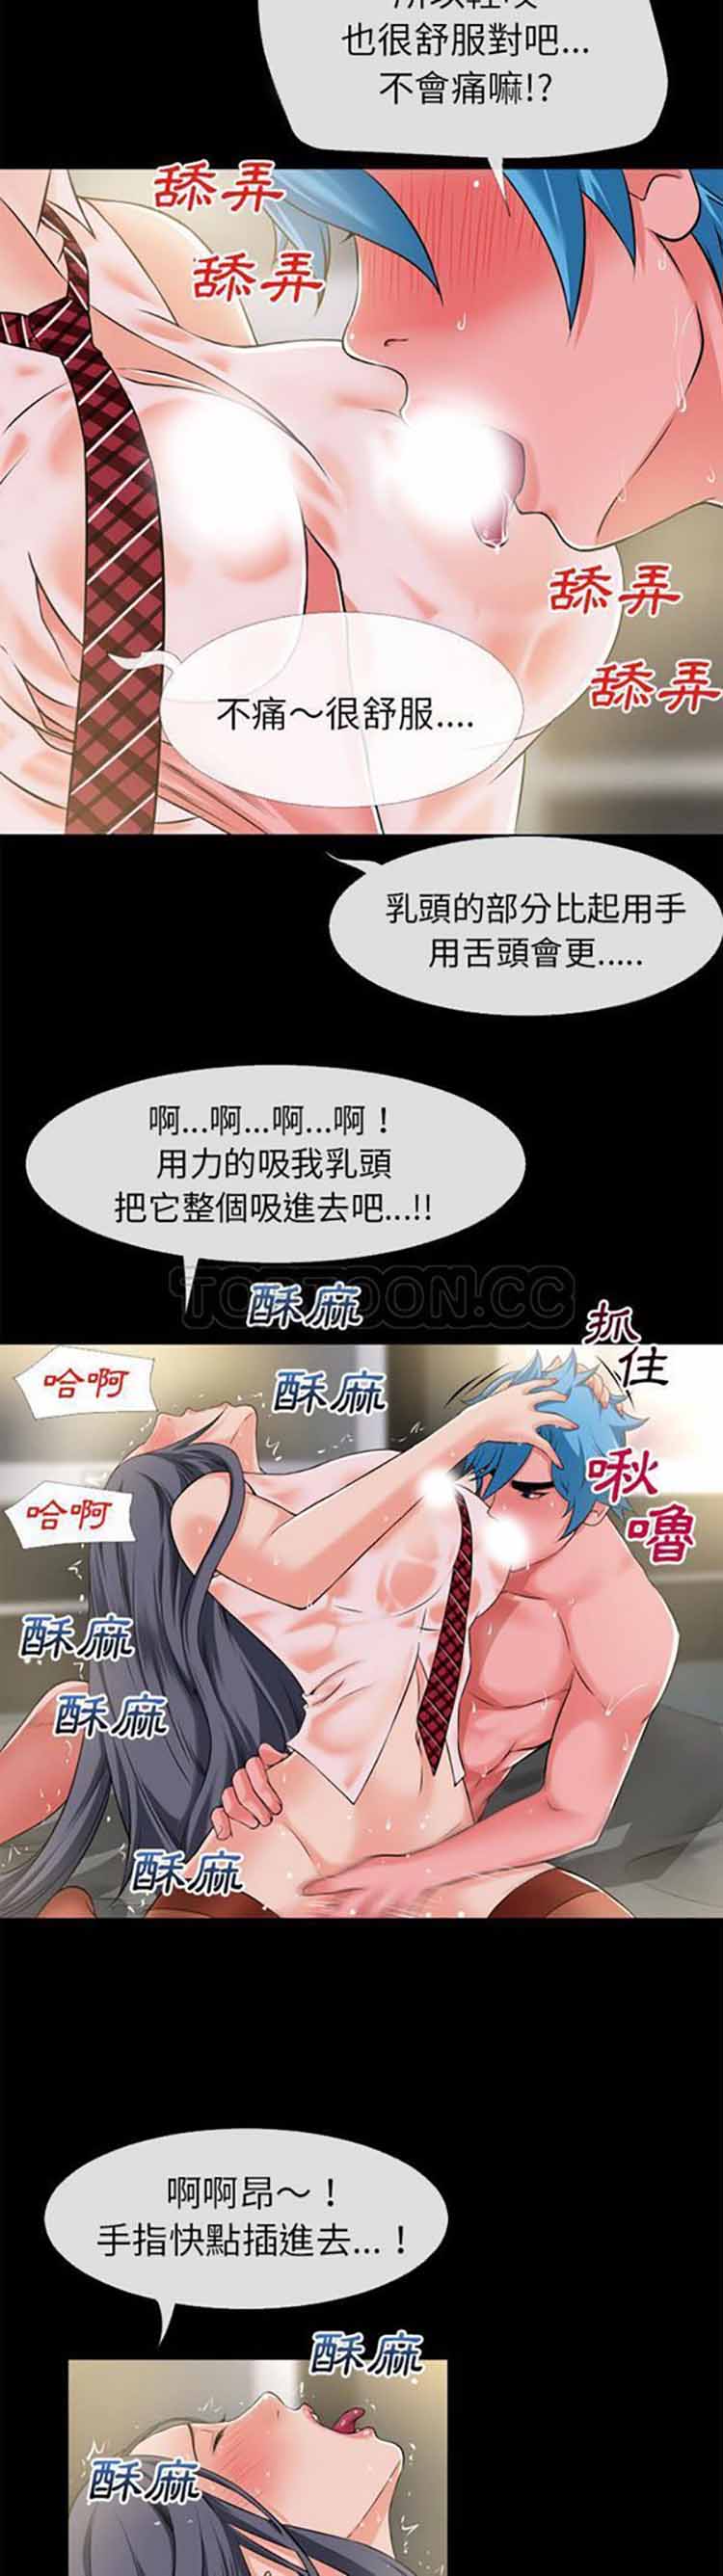 也很舒服對吧...
不會痛嘛!?
舔弄
舔弄
舔弄
舔弄
不痛～很舒服....
乳頭的部分比起用手
用舌頭會更.....
啊...啊...啊...啊！
用力的吸我乳頭
把它整個吸進去吧...!!
TOPTOON.CC
酥麻
抓住
哈啊
酥麻
啾嚕
哈啊
酥麻
酥麻
酥麻
啊啊昂～！
手指快點插進去...！
酥麻
酥麻